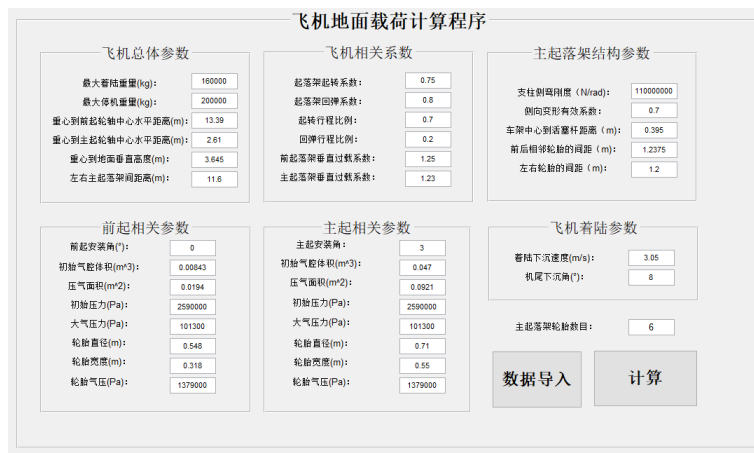 飞机地面载荷计算程序
飞机总体参数
最大着陆重量(kg): 160000
最大停机重量(kg): 200000
重心到前起轮轴中心水平距离(m): 13.39
重心到主起轮轴中心水平距离(m): 2.61
重心到地面垂直高度(m): 3.645
左右主起落架间距离(m): 11.6
飞机相关系数
起落架起转系数: 0.75
起落架回弹系数: 0.8
起转行程比例: 0.7
回弹行程比例: 0.2
前起落架垂直过载系数: 1.25
主起落架垂直过载系数: 1.23
主起落架结构参数
支柱侧弯刚度（N/rad): 110000000
侧向变形有效系数: 0.7
车架中心到活塞杆距离（m): 0.395
前后相邻轮胎的间距（m): 1.2375
左右轮胎的间距（m): 1.2
前起相关参数
前起安装角(°): 0
初始气腔体积(m^3): 0.00843
压气面积(m^2): 0.0194
初始压力(Pa): 2590000
大气压力(Pa): 101300
轮胎直径(m): 0.548
轮胎宽度(m): 0.318
轮胎气压(Pa): 1379000
主起相关参数
主起安装角: 3
初始气腔体积(m^3): 0.047
压气面积(m^2): 0.0921
初始压力(Pa): 2590000
大气压力(Pa): 101300
轮胎直径(m): 0.71
轮胎宽度(m): 0.55
轮胎气压(Pa): 1379000
飞机着陆参数
着陆下沉速度(m/s): 3.05
机尾下沉角(°): 8
主起落架轮胎数目: 6
数据导入
计算